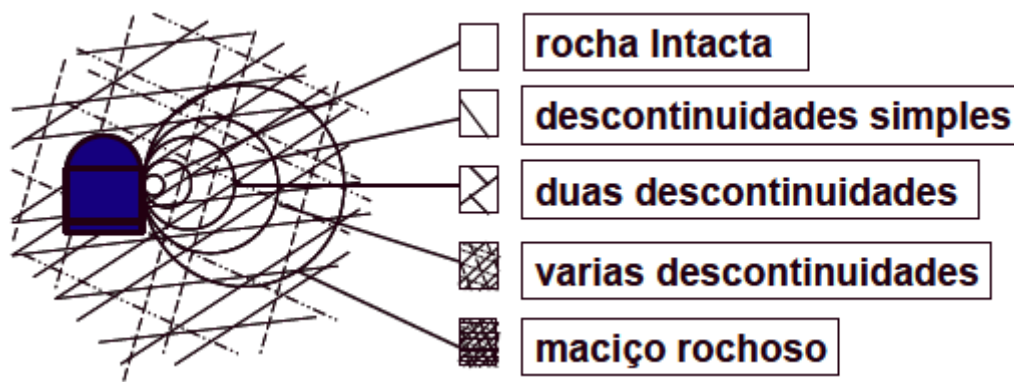 rocha Intacta
descontinuidades simples
duas descontinuidades
varias descontinuidades
maciço rochoso